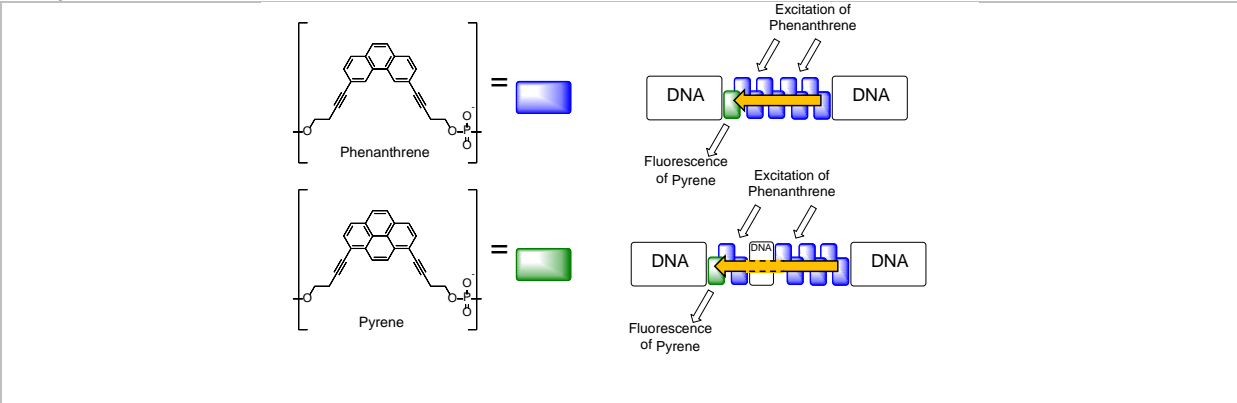 Excitation of
Phenanthrene
=
DNA
DNA
O
O
P
O
-
O
Phenanthrene
Fluorescence
of Pyrene
Excitation of
Phenanthrene
=
DNA
DNA
DNA
O
O
P
O
-
O
Pyrene
Fluorescence
of Pyrene